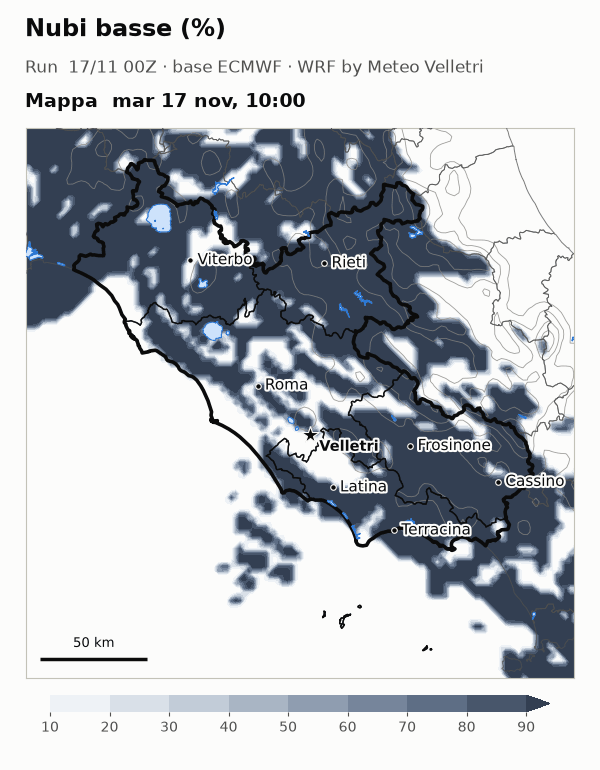 Nubi basse (%)
Run  17/11 00Z · base ECMWF · WRF by Meteo Velletri
Mappa  mar 17 nov, 10:00
Viterbo
Rieti
Roma
Velletri
Frosinone
Cassino
Latina
Terracina
50 km
10 20 30 40 50 60 70 80 90